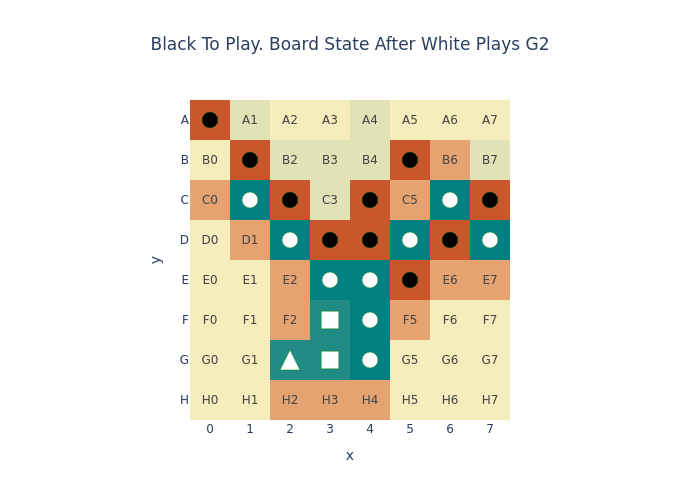 Black To Play. Board State After White Plays G2
A A1 A2 A3 A4 A5 A6 A7
B B0 B2 B3 B4 B6 B7
C C0 C3 C5
D D0 D1
E E0 E1 E2 E6 E7
F F0 F1 F2 F5 F6 F7
G G0 G1 G5 G6 G7
H H0 H1 H2 H3 H4 H5 H6 H7
0 1 2 3 4 5 6 7
x
y